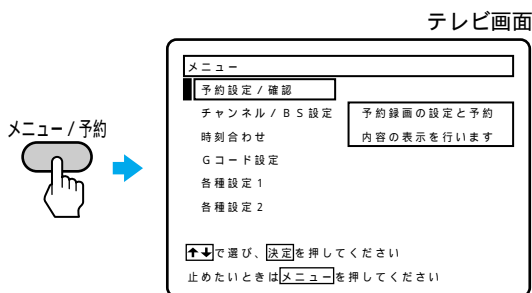 テレビ画面
メニュー / 予約
メニュー
予約設定 / 確認
チャンネル / ＢＳ設定
時刻合わせ
Ｇコード設定
各種設定１
各種設定２
予約録画の設定と予約
内容の表示を行います
↑↓で選び、決定を押してください
止めたいときはメニューを押してください